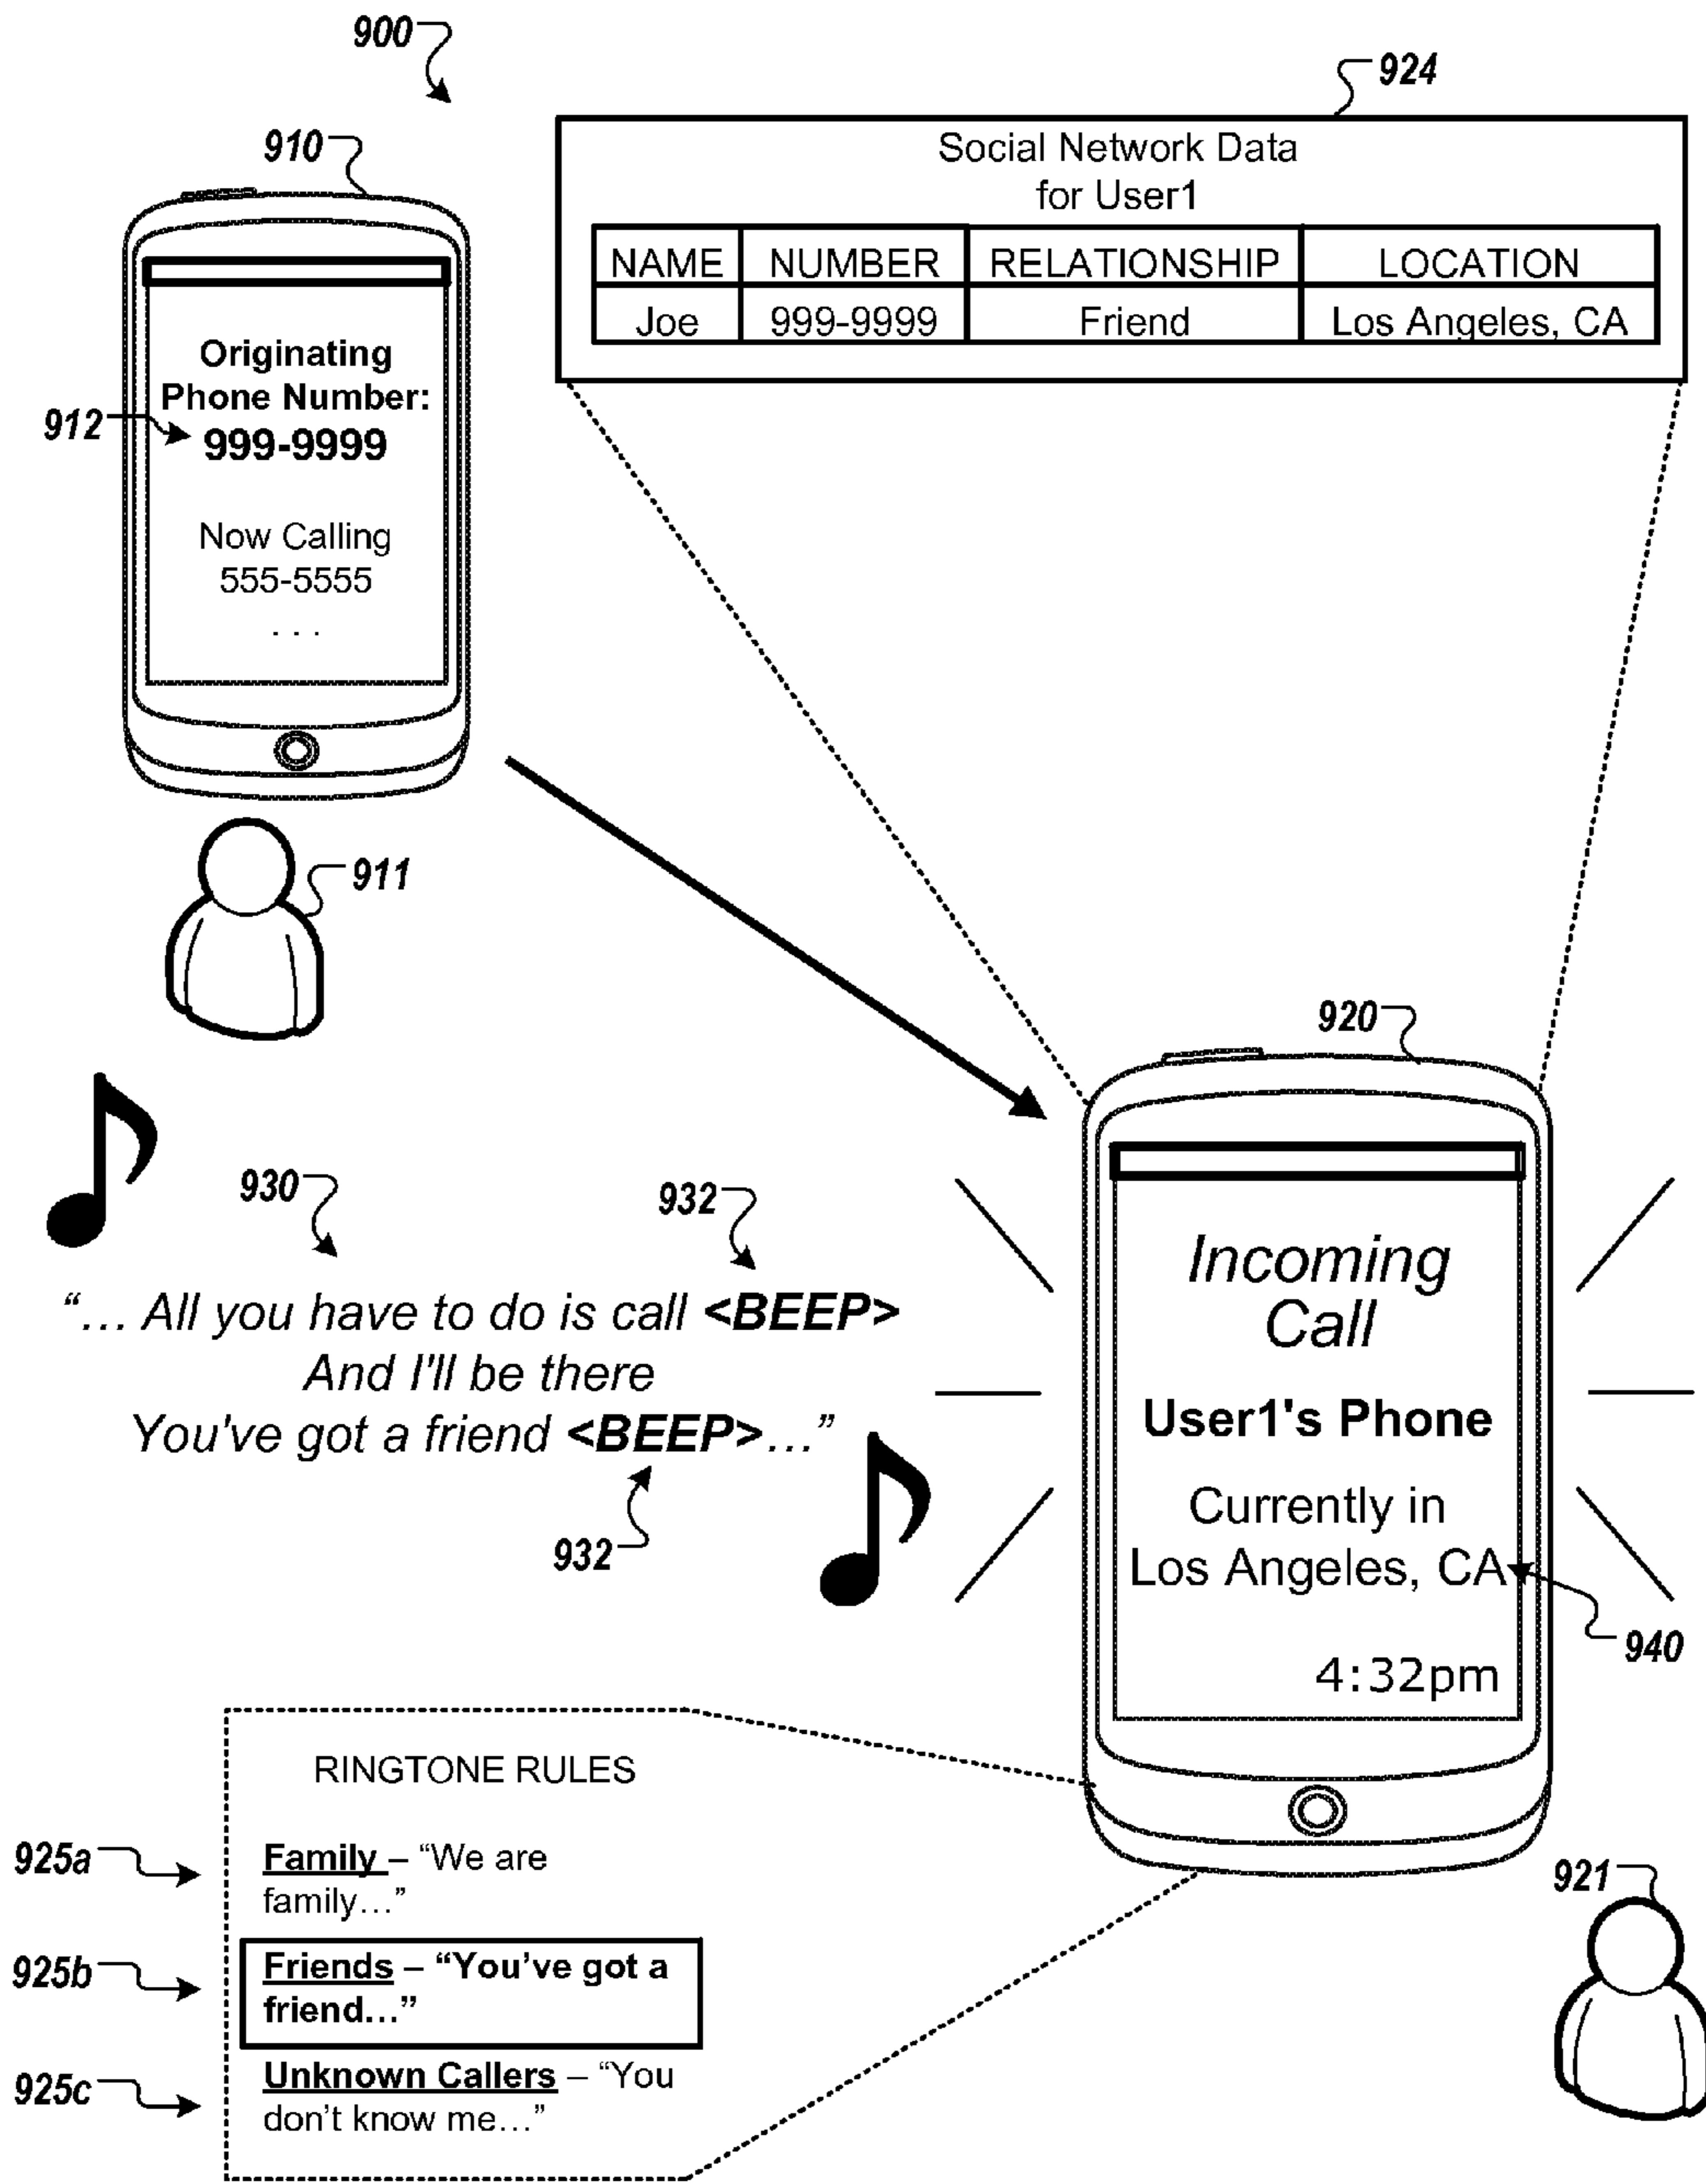 900
924
Social Network Data
for User1
NAME NUMBER RELATIONSHIP LOCATION
Joe 999-9999 Friend Los Angeles, CA
910
Originating
Phone Number:
912
999-9999
Now Calling
555-5555
. . .
911
920
930
932
“... All you have to do is call <BEEP>
And I'll be there
You've got a friend <BEEP>...”
932
Incoming
Call
User1's Phone
Currently in
Los Angeles, CA
940
4:32pm
RINGTONE RULES
925a
Family – “We are
family...”
925b
Friends – “You’ve got a
friend...”
925c
Unknown Callers – “You
don’t know me...”
921